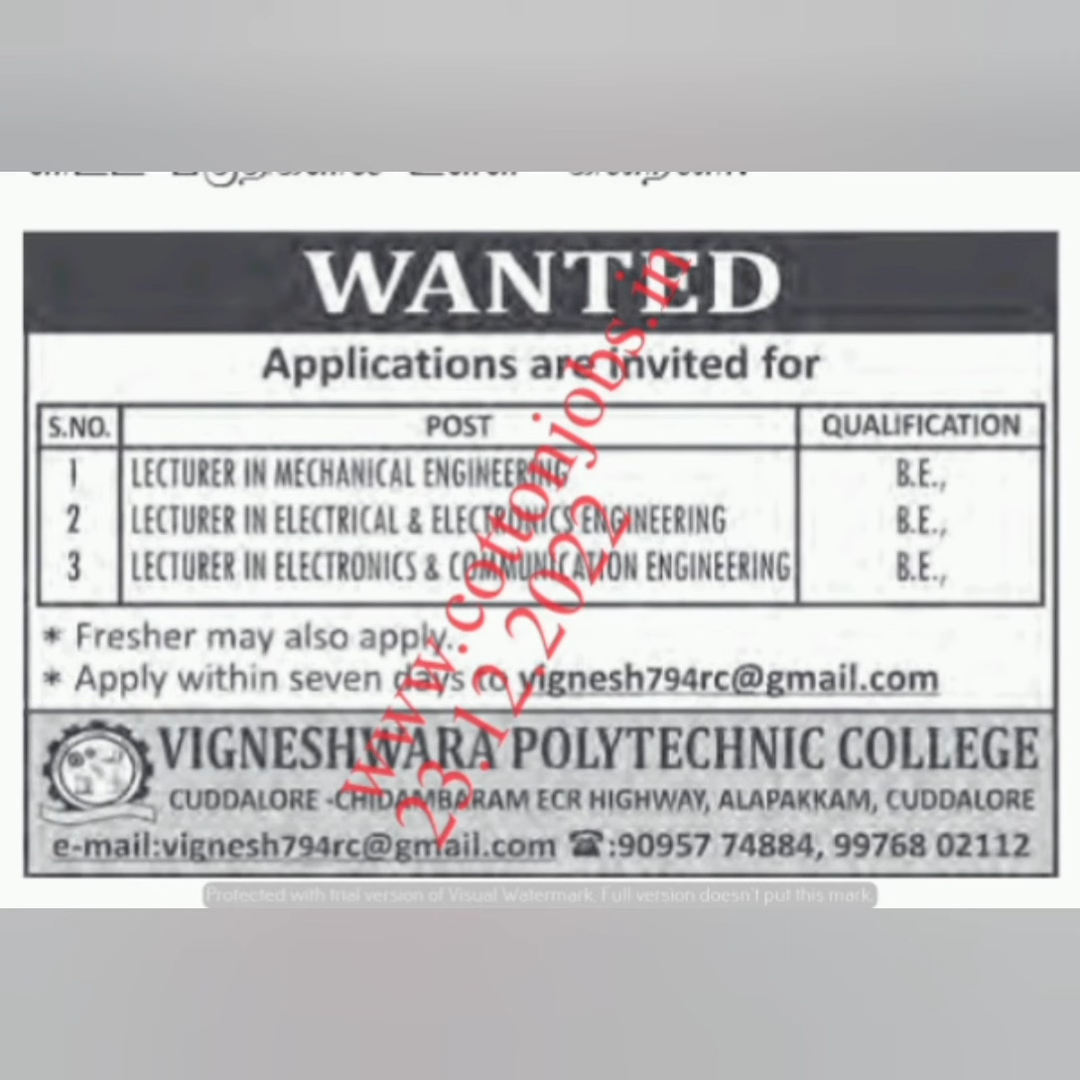 WANTED
Applications are invited for
S.NO. POST QUALIFICATION
1 LECTURER IN MECHANICAL ENGINEERING B.E.,
2 LECTURER IN ELECTRICAL & ELECTRONICS ENGINEERING B.E.,
3 LECTURER IN ELECTRONICS & COMMUNICATION ENGINEERING B.E.,
* Fresher may also apply..
* Apply within seven days to vignesh794rc@gmail.com
VIGNESHWARA POLYTECHNIC COLLEGE
CUDDALORE -CHIDAMBARAM ECR HIGHWAY, ALAPAKKAM, CUDDALORE
e-mail:vignesh794rc@gmail.com ☎:90957 74884, 99768 02112
www.cottonjobs.in
23.12.2022
Protected with trial version of Visual Watermark. Full version doesn't put this mark.